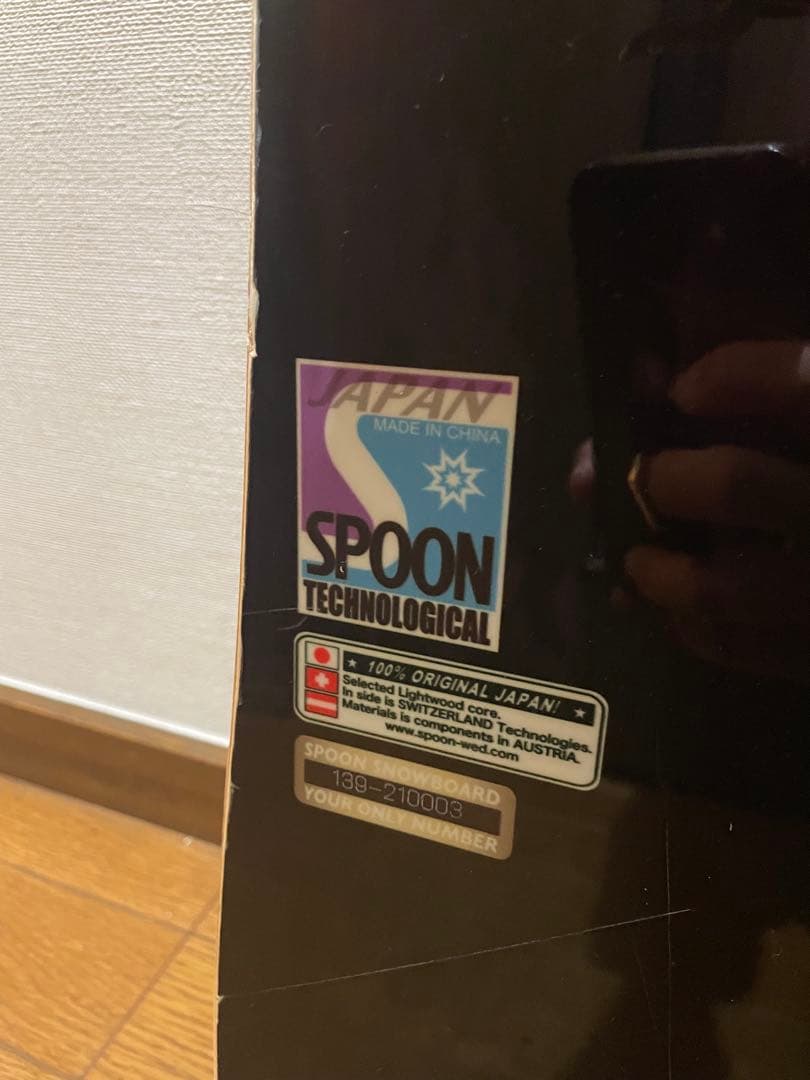 JAPAN
MADE IN CHINA
SPOON
TECHNOLOGICAL
★ 100% ORIGINAL JAPAN! ★
Selected Lightwood core.
In side is SWITZERLAND Technologies.
Materials is components in AUSTRIA.
www.spoon-wed.com
SPOON SNOWBOARD
139-210003
YOUR ONLY NUMBER